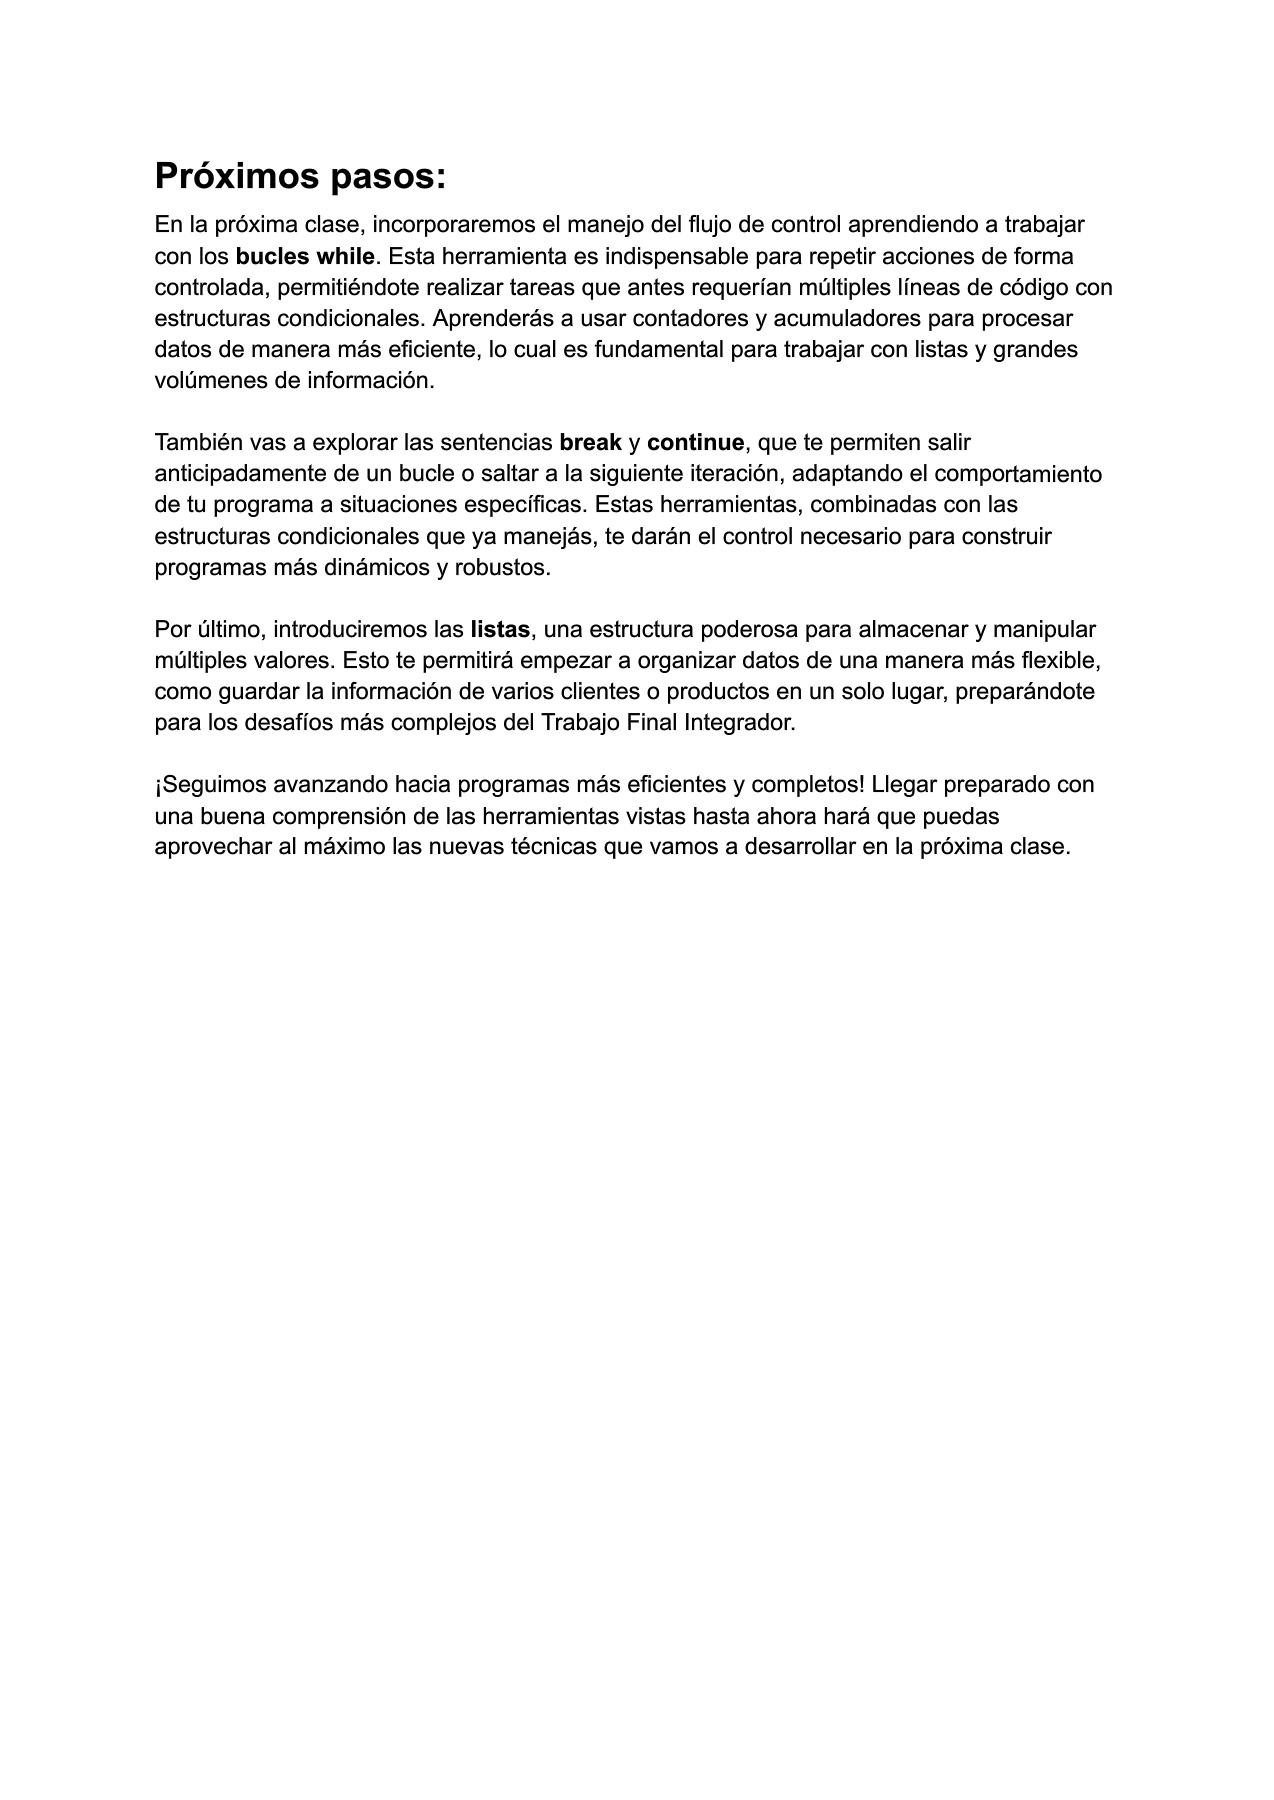 Próximos pasos:
En la próxima clase, incorporaremos el manejo del flujo de control aprendiendo a trabajar
con los bucles while. Esta herramienta es indispensable para repetir acciones de forma
controlada, permitiéndote realizar tareas que antes requerían múltiples líneas de código con
estructuras condicionales. Aprenderás a usar contadores y acumuladores para procesar
datos de manera más eficiente, lo cual es fundamental para trabajar con listas y grandes
volúmenes de información.
También vas a explorar las sentencias break y continue, que te permiten salir
anticipadamente de un bucle o saltar a la siguiente iteración, adaptando el comportamiento
de tu programa a situaciones específicas. Estas herramientas, combinadas con las
estructuras condicionales que ya manejás, te darán el control necesario para construir
programas más dinámicos y robustos.
Por último, introduciremos las listas, una estructura poderosa para almacenar y manipular
múltiples valores. Esto te permitirá empezar a organizar datos de una manera más flexible,
como guardar la información de varios clientes o productos en un solo lugar, preparándote
para los desafíos más complejos del Trabajo Final Integrador.
¡Seguimos avanzando hacia programas más eficientes y completos! Llegar preparado con
una buena comprensión de las herramientas vistas hasta ahora hará que puedas
aprovechar al máximo las nuevas técnicas que vamos a desarrollar en la próxima clase.